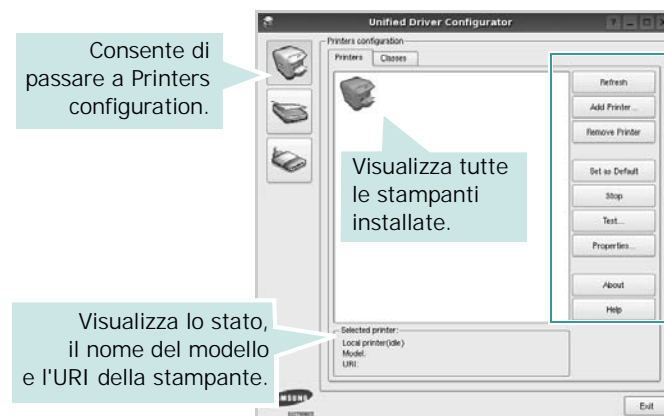 Unified Driver Configurator
Consente di
passare a Printers
configuration.
Printers configuration
Printers
Classes
Refresh
Add Printer...
Remove Printer
Set as Default
Stop
Test...
Properties...
About
Help
Visualizza tutte
le stampanti
installate.
Visualizza lo stato,
il nome del modello
e l'URI della stampante.
Selected printer:
Local printer(idle)
Model:
URI:
ELECTRONICS
Exit